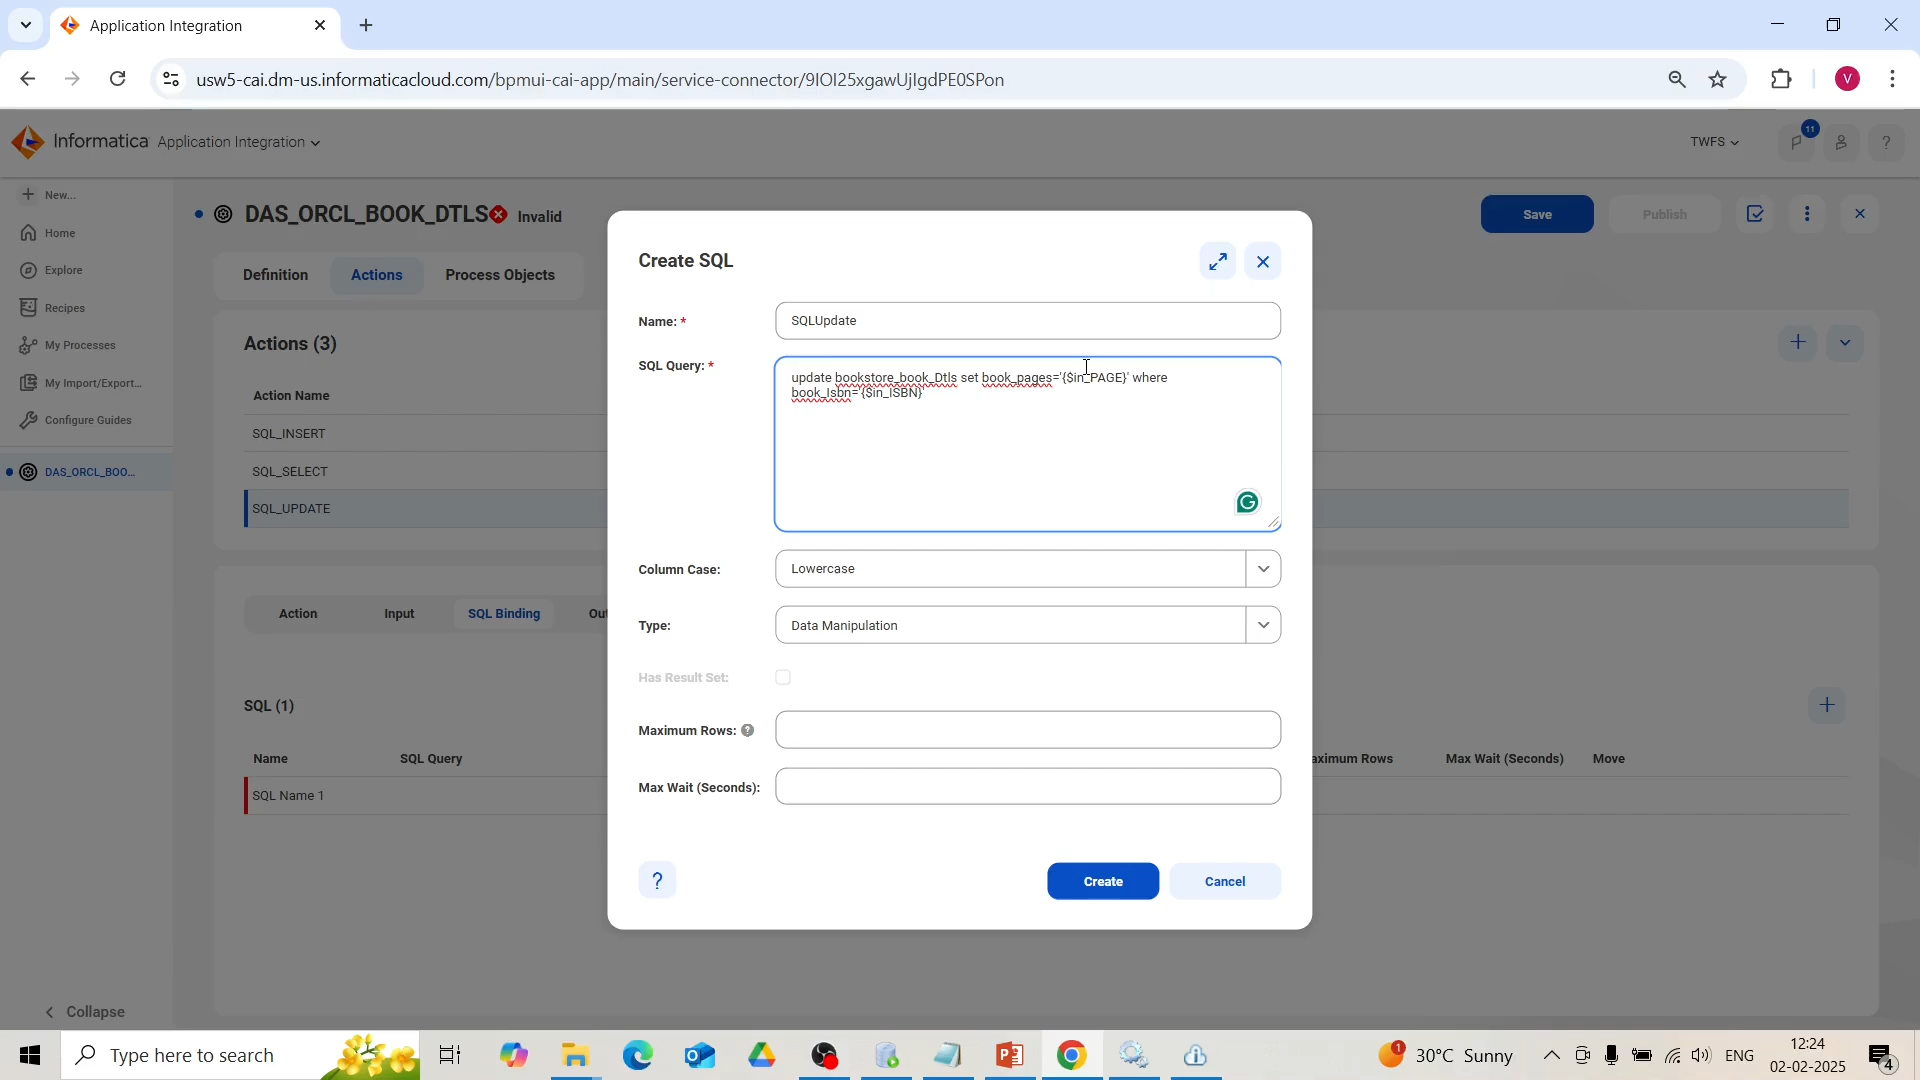 Application Integration
usw5-cai.dm-us.informaticacloud.com/bpmui-cai-app/main/service-connector/9IOI25xgawUjIgdPE0SPon
V
Informatica Application Integration
TWFS
11
?
New...
Home
Explore
Recipes
My Processes
My Import/Export...
Configure Guides
DAS_ORCL_BOO...
Collapse
DAS_ORCL_BOOK_DTLS Invalid
Save
Publish
Definition
Actions
Process Objects
Actions (3)
Action Name
SQL_INSERT
SQL_SELECT
SQL_UPDATE
Action
Input
SQL Binding
Out
SQL (1)
Name
SQL Query
aximum Rows
Max Wait (Seconds)
Move
SQL Name 1
Create SQL
Name: *
SQLUpdate
SQL Query: *
update bookstore_book_Dtls set book_pages='{$in_PAGE}' where
book_Isbn='{$in_ISBN}'
Column Case:
Lowercase
Type:
Data Manipulation
Has Result Set:
Maximum Rows: ?
Max Wait (Seconds):
?
Create
Cancel
Type here to search
1
30°C Sunny
ENG
12:24
02-02-2025
4